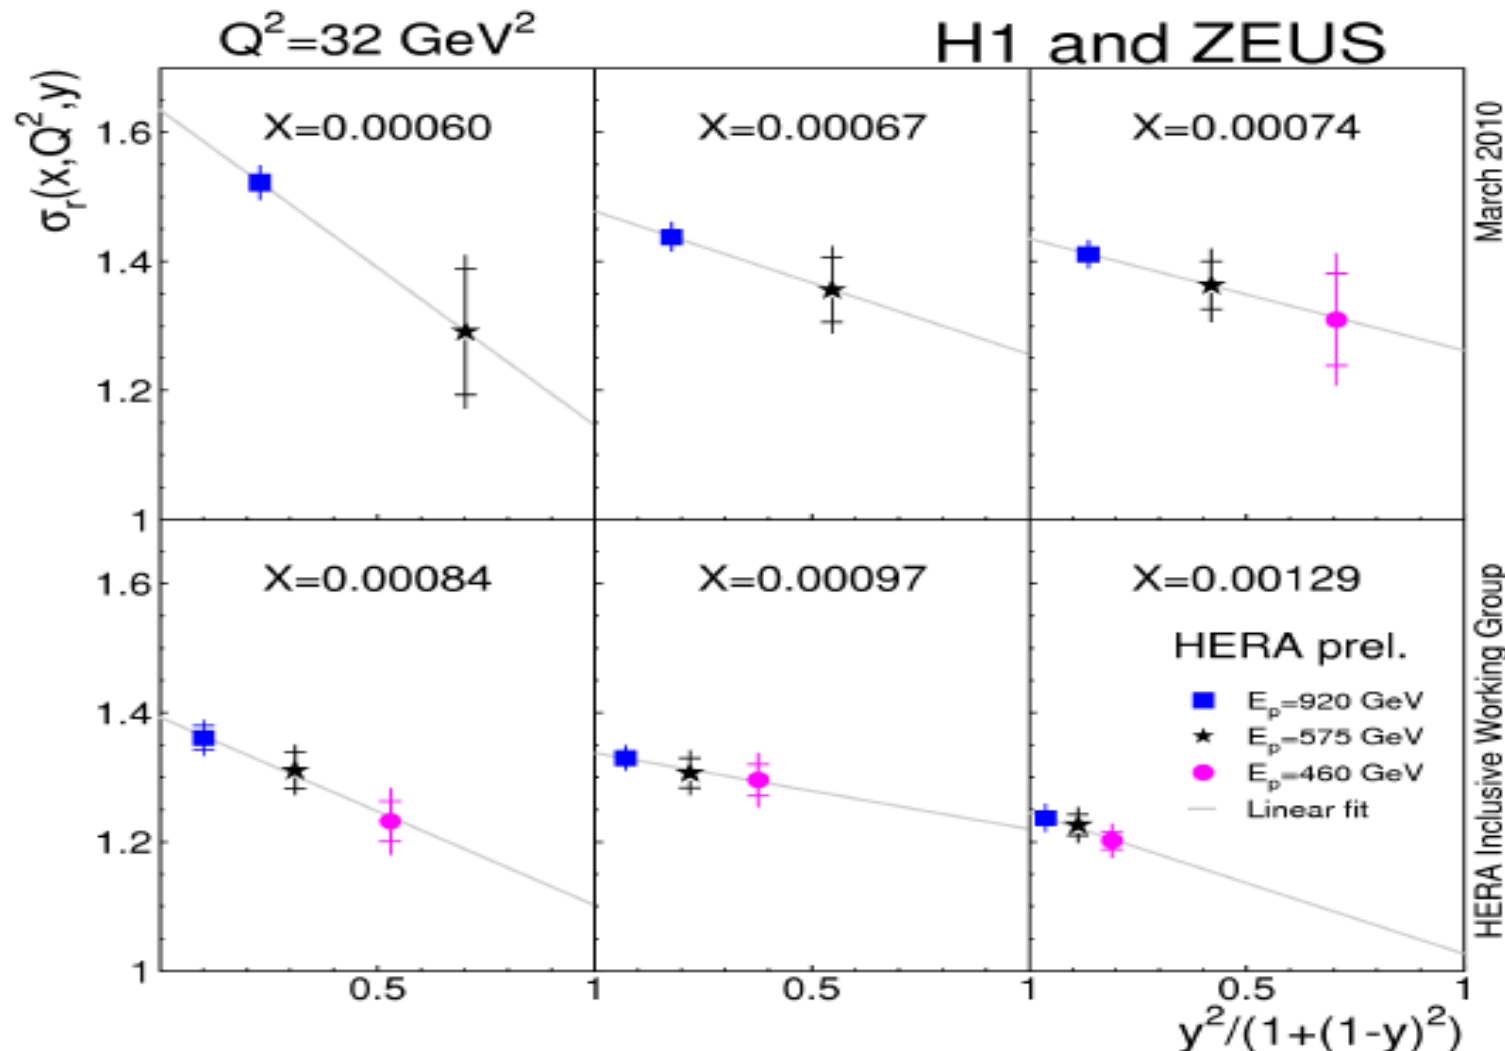 Q²=32 GeV²
H1 and ZEUS
σᵣ(x,Q²,y)
March 2010
X=0.00060
X=0.00067
X=0.00074
1.6
1.4
1.2
1
X=0.00084
X=0.00097
X=0.00129
1.6
1.4
1.2
1
HERA prel.
Eₚ=920 GeV
Eₚ=575 GeV
Eₚ=460 GeV
Linear fit
HERA Inclusive Working Group
0.5 1 0.5 1 0.5 1
y²/(1+(1-y)²)